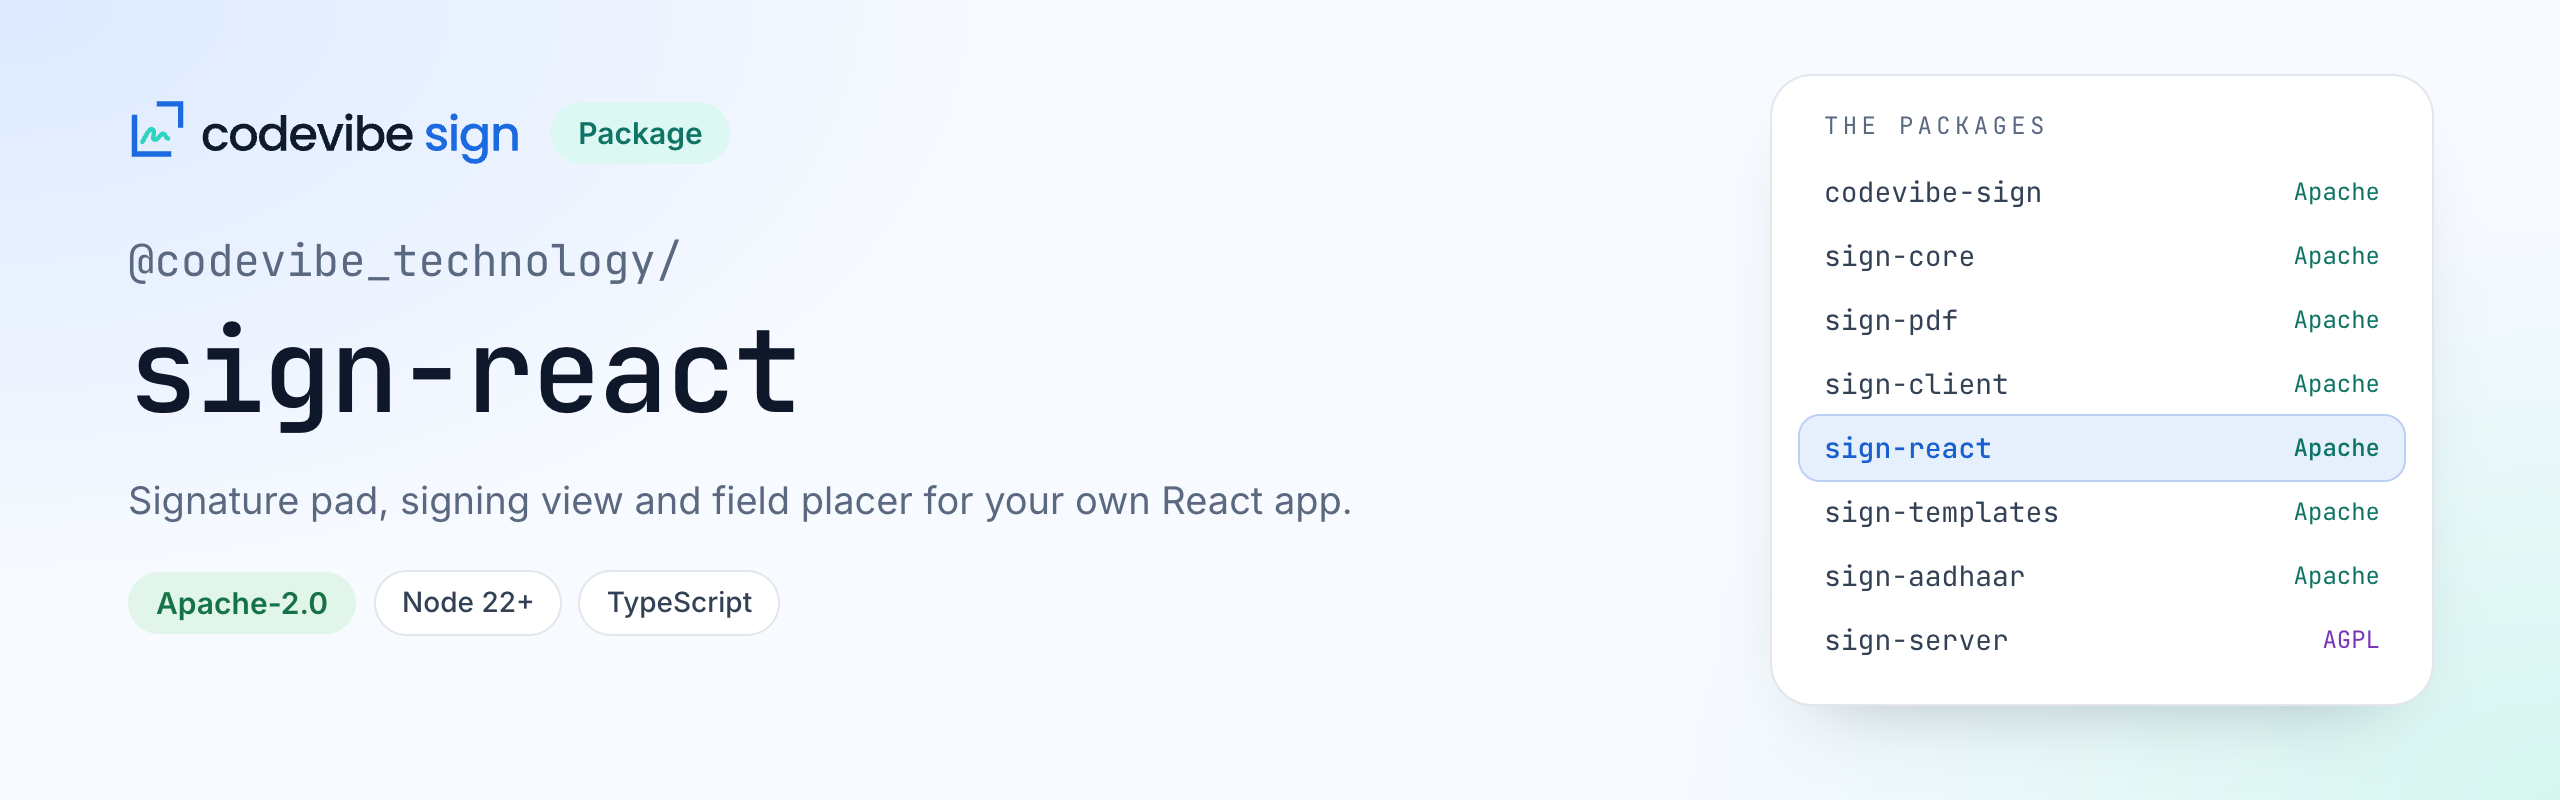 codevibe sign Package
@codevibe_technology/
sign-react
Signature pad, signing view and field placer for your own React app.
Apache-2.0 Node 22+ TypeScript
THE PACKAGES
codevibe-sign Apache
sign-core Apache
sign-pdf Apache
sign-client Apache
sign-react Apache
sign-templates Apache
sign-aadhaar Apache
sign-server AGPL